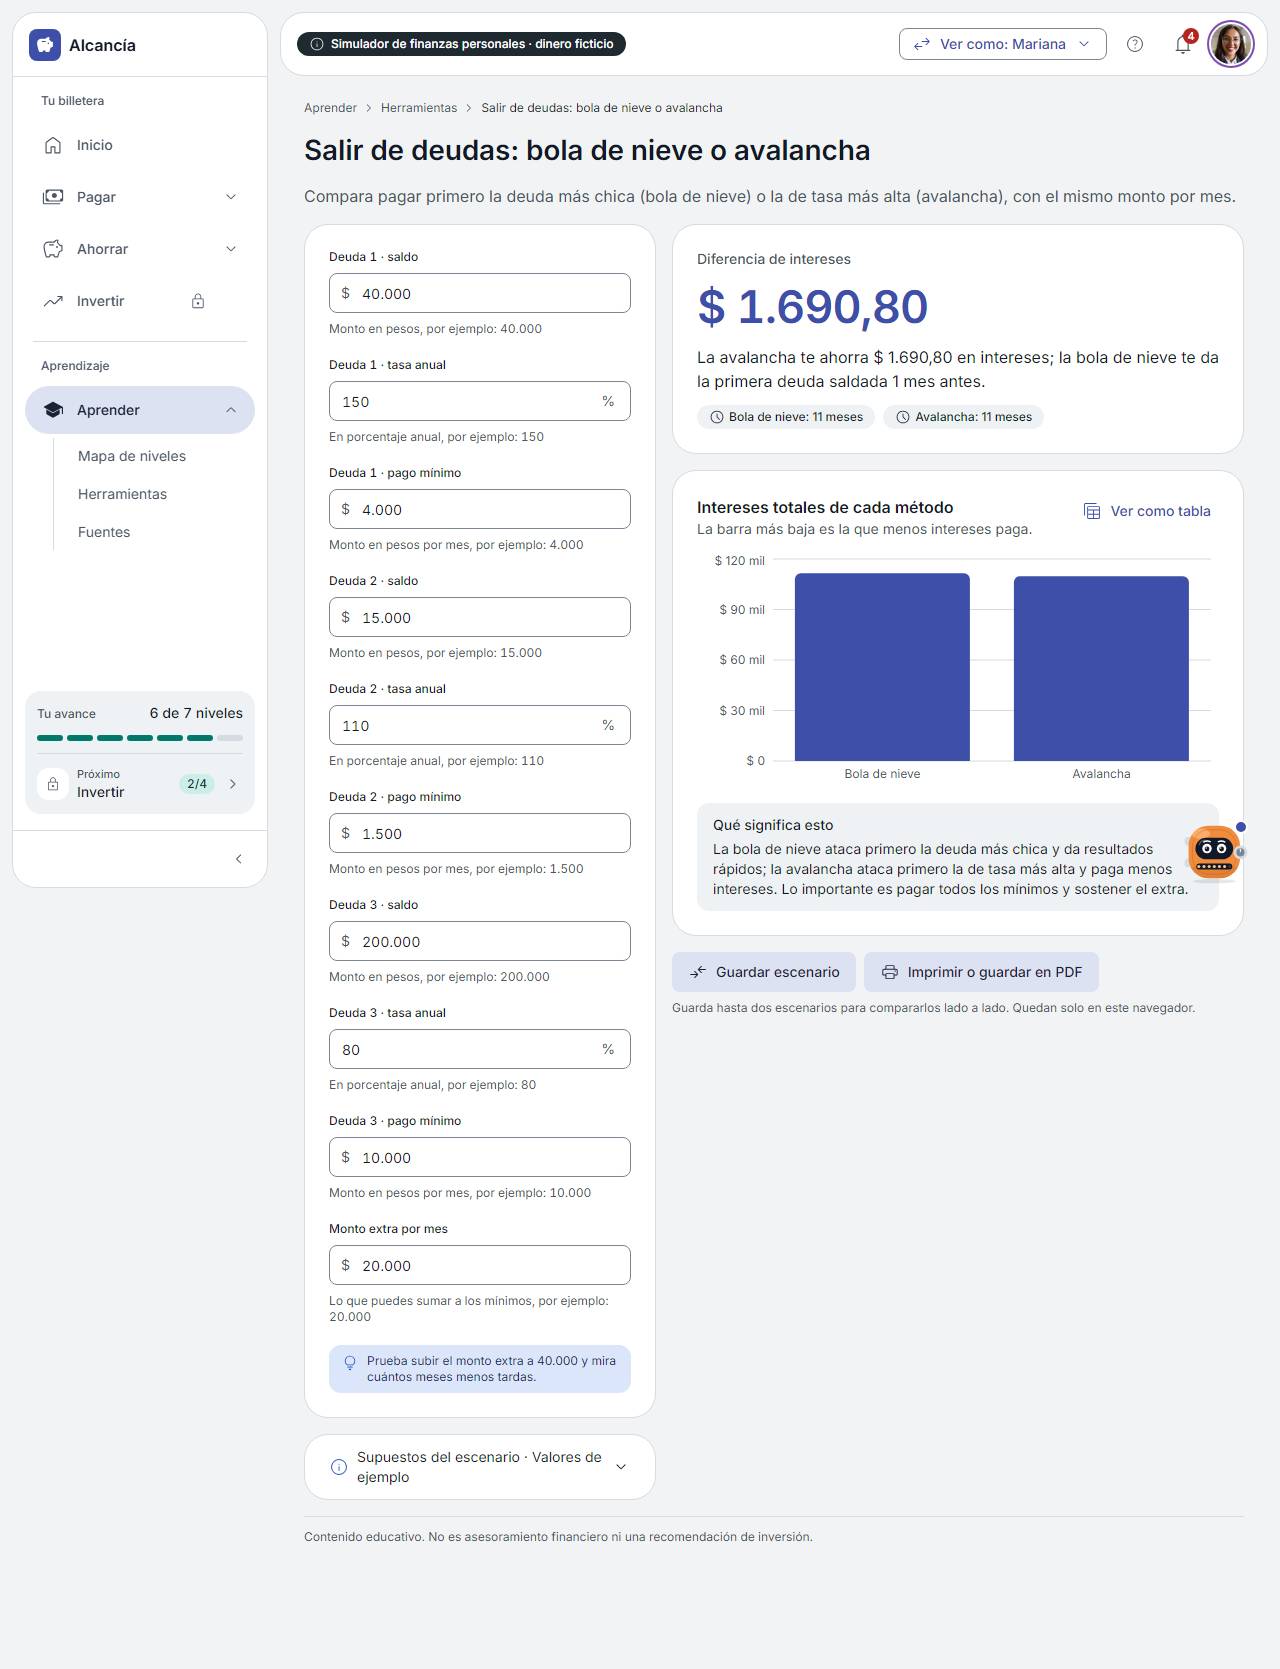 Alcancía
Tu billetera
Inicio
Pagar
Ahorrar
Invertir
Aprendizaje
Aprender
Mapa de niveles
Herramientas
Fuentes
Tu avance
6 de 7 niveles
Próximo
Invertir
2/4
Simulador de finanzas personales · dinero ficticio
Ver como: Mariana
4
Aprender > Herramientas > Salir de deudas: bola de nieve o avalancha
Salir de deudas: bola de nieve o avalancha
Compara pagar primero la deuda más chica (bola de nieve) o la de tasa más alta (avalancha), con el mismo monto por mes.
Deuda 1 · saldo
$ 40.000
Monto en pesos, por ejemplo: 40.000
Deuda 1 · tasa anual
150 %
En porcentaje anual, por ejemplo: 150
Deuda 1 · pago mínimo
$ 4.000
Monto en pesos por mes, por ejemplo: 4.000
Deuda 2 · saldo
$ 15.000
Monto en pesos, por ejemplo: 15.000
Deuda 2 · tasa anual
110 %
En porcentaje anual, por ejemplo: 110
Deuda 2 · pago mínimo
$ 1.500
Monto en pesos por mes, por ejemplo: 1.500
Deuda 3 · saldo
$ 200.000
Monto en pesos, por ejemplo: 200.000
Deuda 3 · tasa anual
80 %
En porcentaje anual, por ejemplo: 80
Deuda 3 · pago mínimo
$ 10.000
Monto en pesos por mes, por ejemplo: 10.000
Monto extra por mes
$ 20.000
Lo que puedes sumar a los mínimos, por ejemplo:
20.000
Prueba subir el monto extra a 40.000 y mira
cuántos meses menos tardas.
Supuestos del escenario · Valores de
ejemplo
Diferencia de intereses
$ 1.690,80
La avalancha te ahorra $ 1.690,80 en intereses; la bola de nieve te da
la primera deuda saldada 1 mes antes.
Bola de nieve: 11 meses
Avalancha: 11 meses
Intereses totales de cada método
La barra más baja es la que menos intereses paga.
Ver como tabla
$ 120 mil
$ 90 mil
$ 60 mil
$ 30 mil
$ 0
Bola de nieve
Avalancha
Qué significa esto
La bola de nieve ataca primero la deuda más chica y da resultados
rápidos; la avalancha ataca primero la de tasa más alta y paga menos
intereses. Lo importante es pagar todos los mínimos y sostener el extra.
Guardar escenario
Imprimir o guardar en PDF
Guarda hasta dos escenarios para compararlos lado a lado. Quedan solo en este navegador.
Contenido educativo. No es asesoramiento financiero ni una recomendación de inversión.